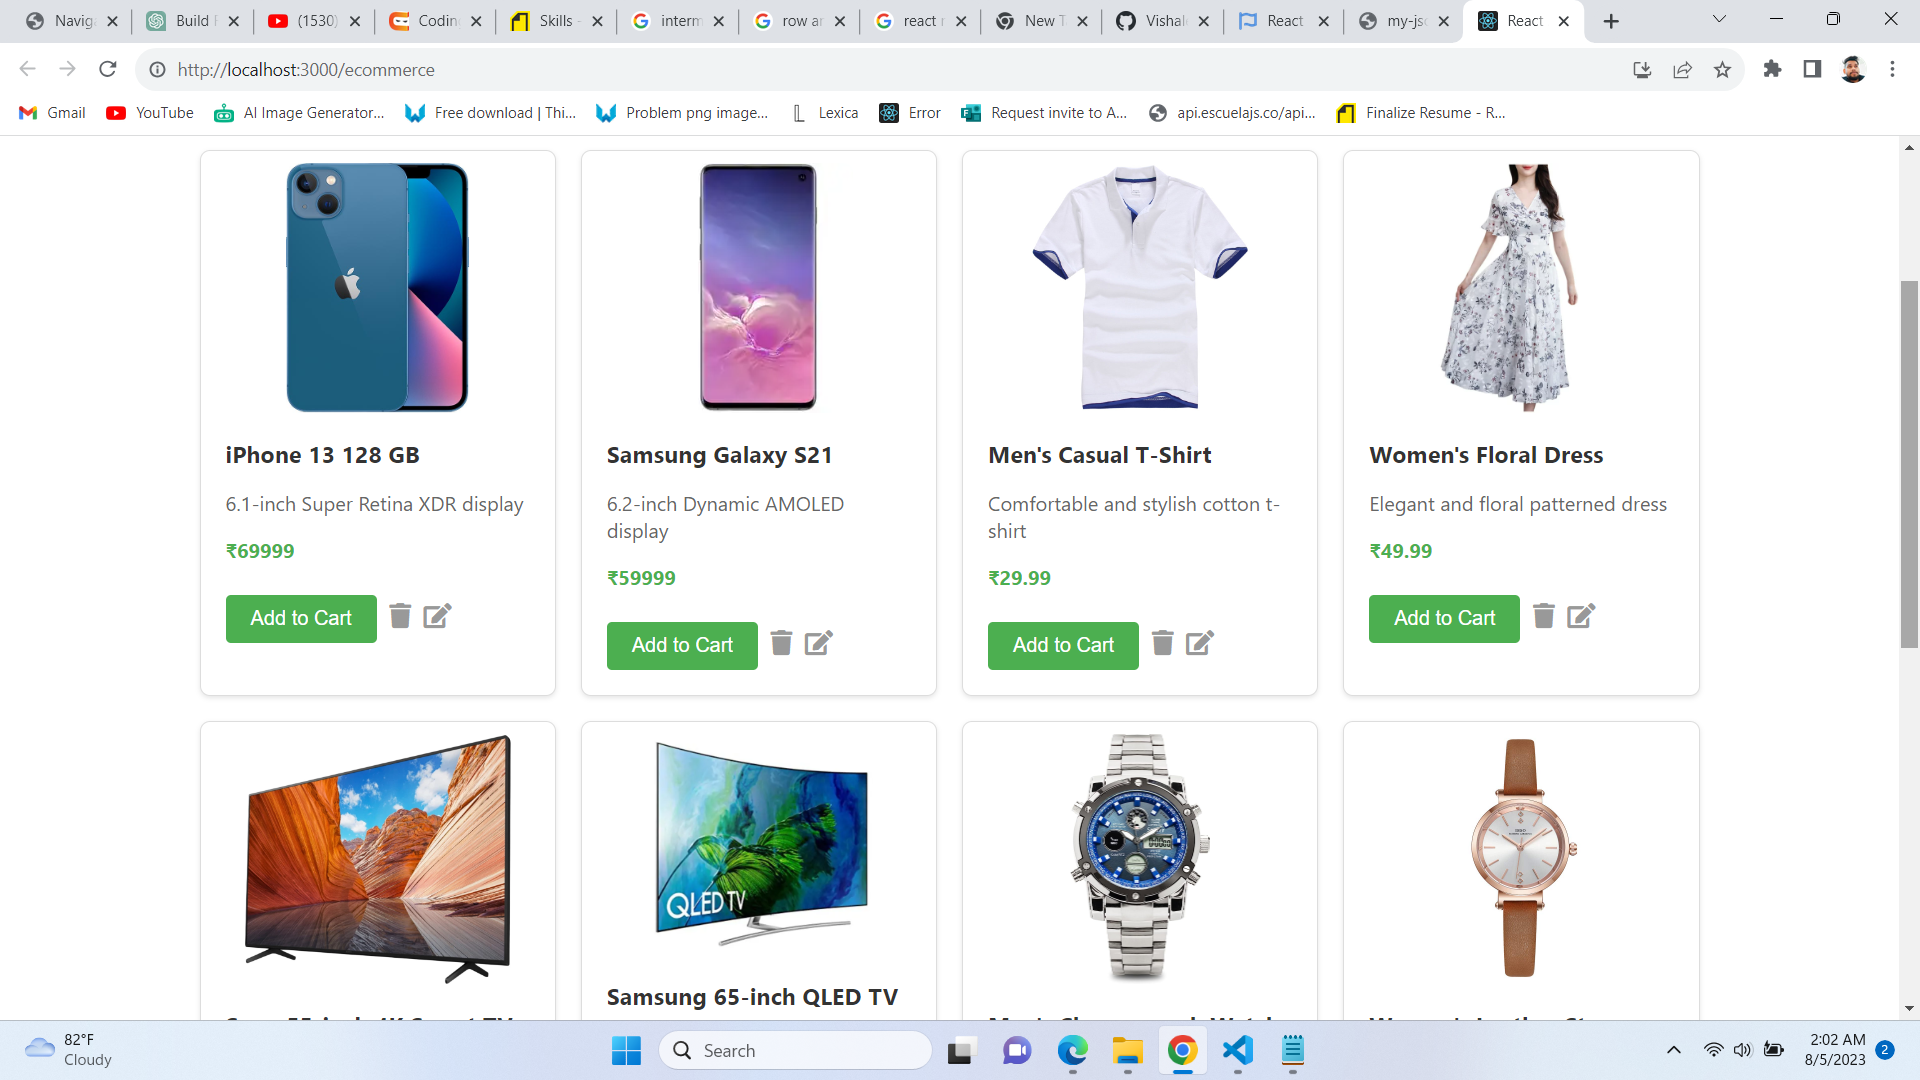 Naviga
Build F
(1530)
Coding
Skills -
interm
row ar
react r
New T
Vishal
React
my-jso
React
http://localhost:3000/ecommerce
Gmail
YouTube
AI Image Generator...
Free download | Thi...
Problem png image...
Lexica
Error
Request invite to A...
api.escuelajs.co/api...
Finalize Resume - R...
iPhone 13 128 GB
6.1-inch Super Retina XDR display
₹69999
Add to Cart
Samsung Galaxy S21
6.2-inch Dynamic AMOLED
display
₹59999
Add to Cart
Men's Casual T-Shirt
Comfortable and stylish cotton t-
shirt
₹29.99
Add to Cart
Women's Floral Dress
Elegant and floral patterned dress
₹49.99
Add to Cart
QLED TV
Samsung 65-inch QLED TV
82°F
Cloudy
Search
2:02 AM
8/5/2023
2